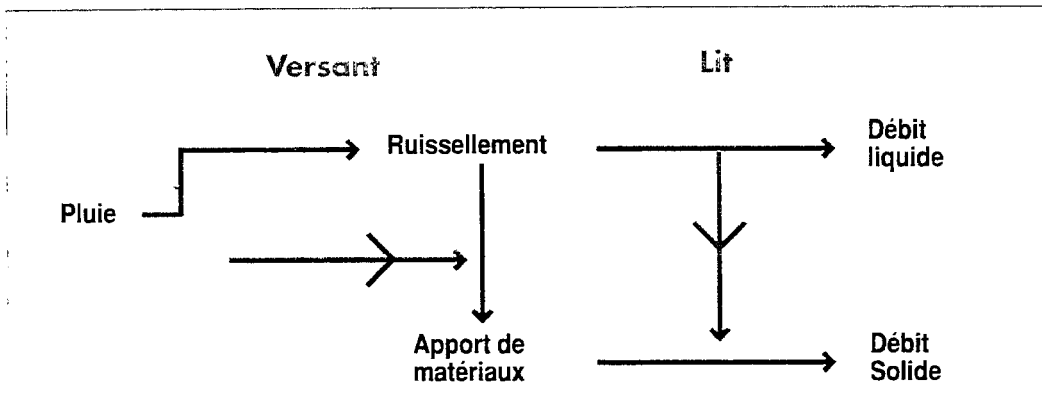 Versant
Lit
Ruissellement
Débit
liquide
Pluie
Apport de
matériaux
Débit
Solide